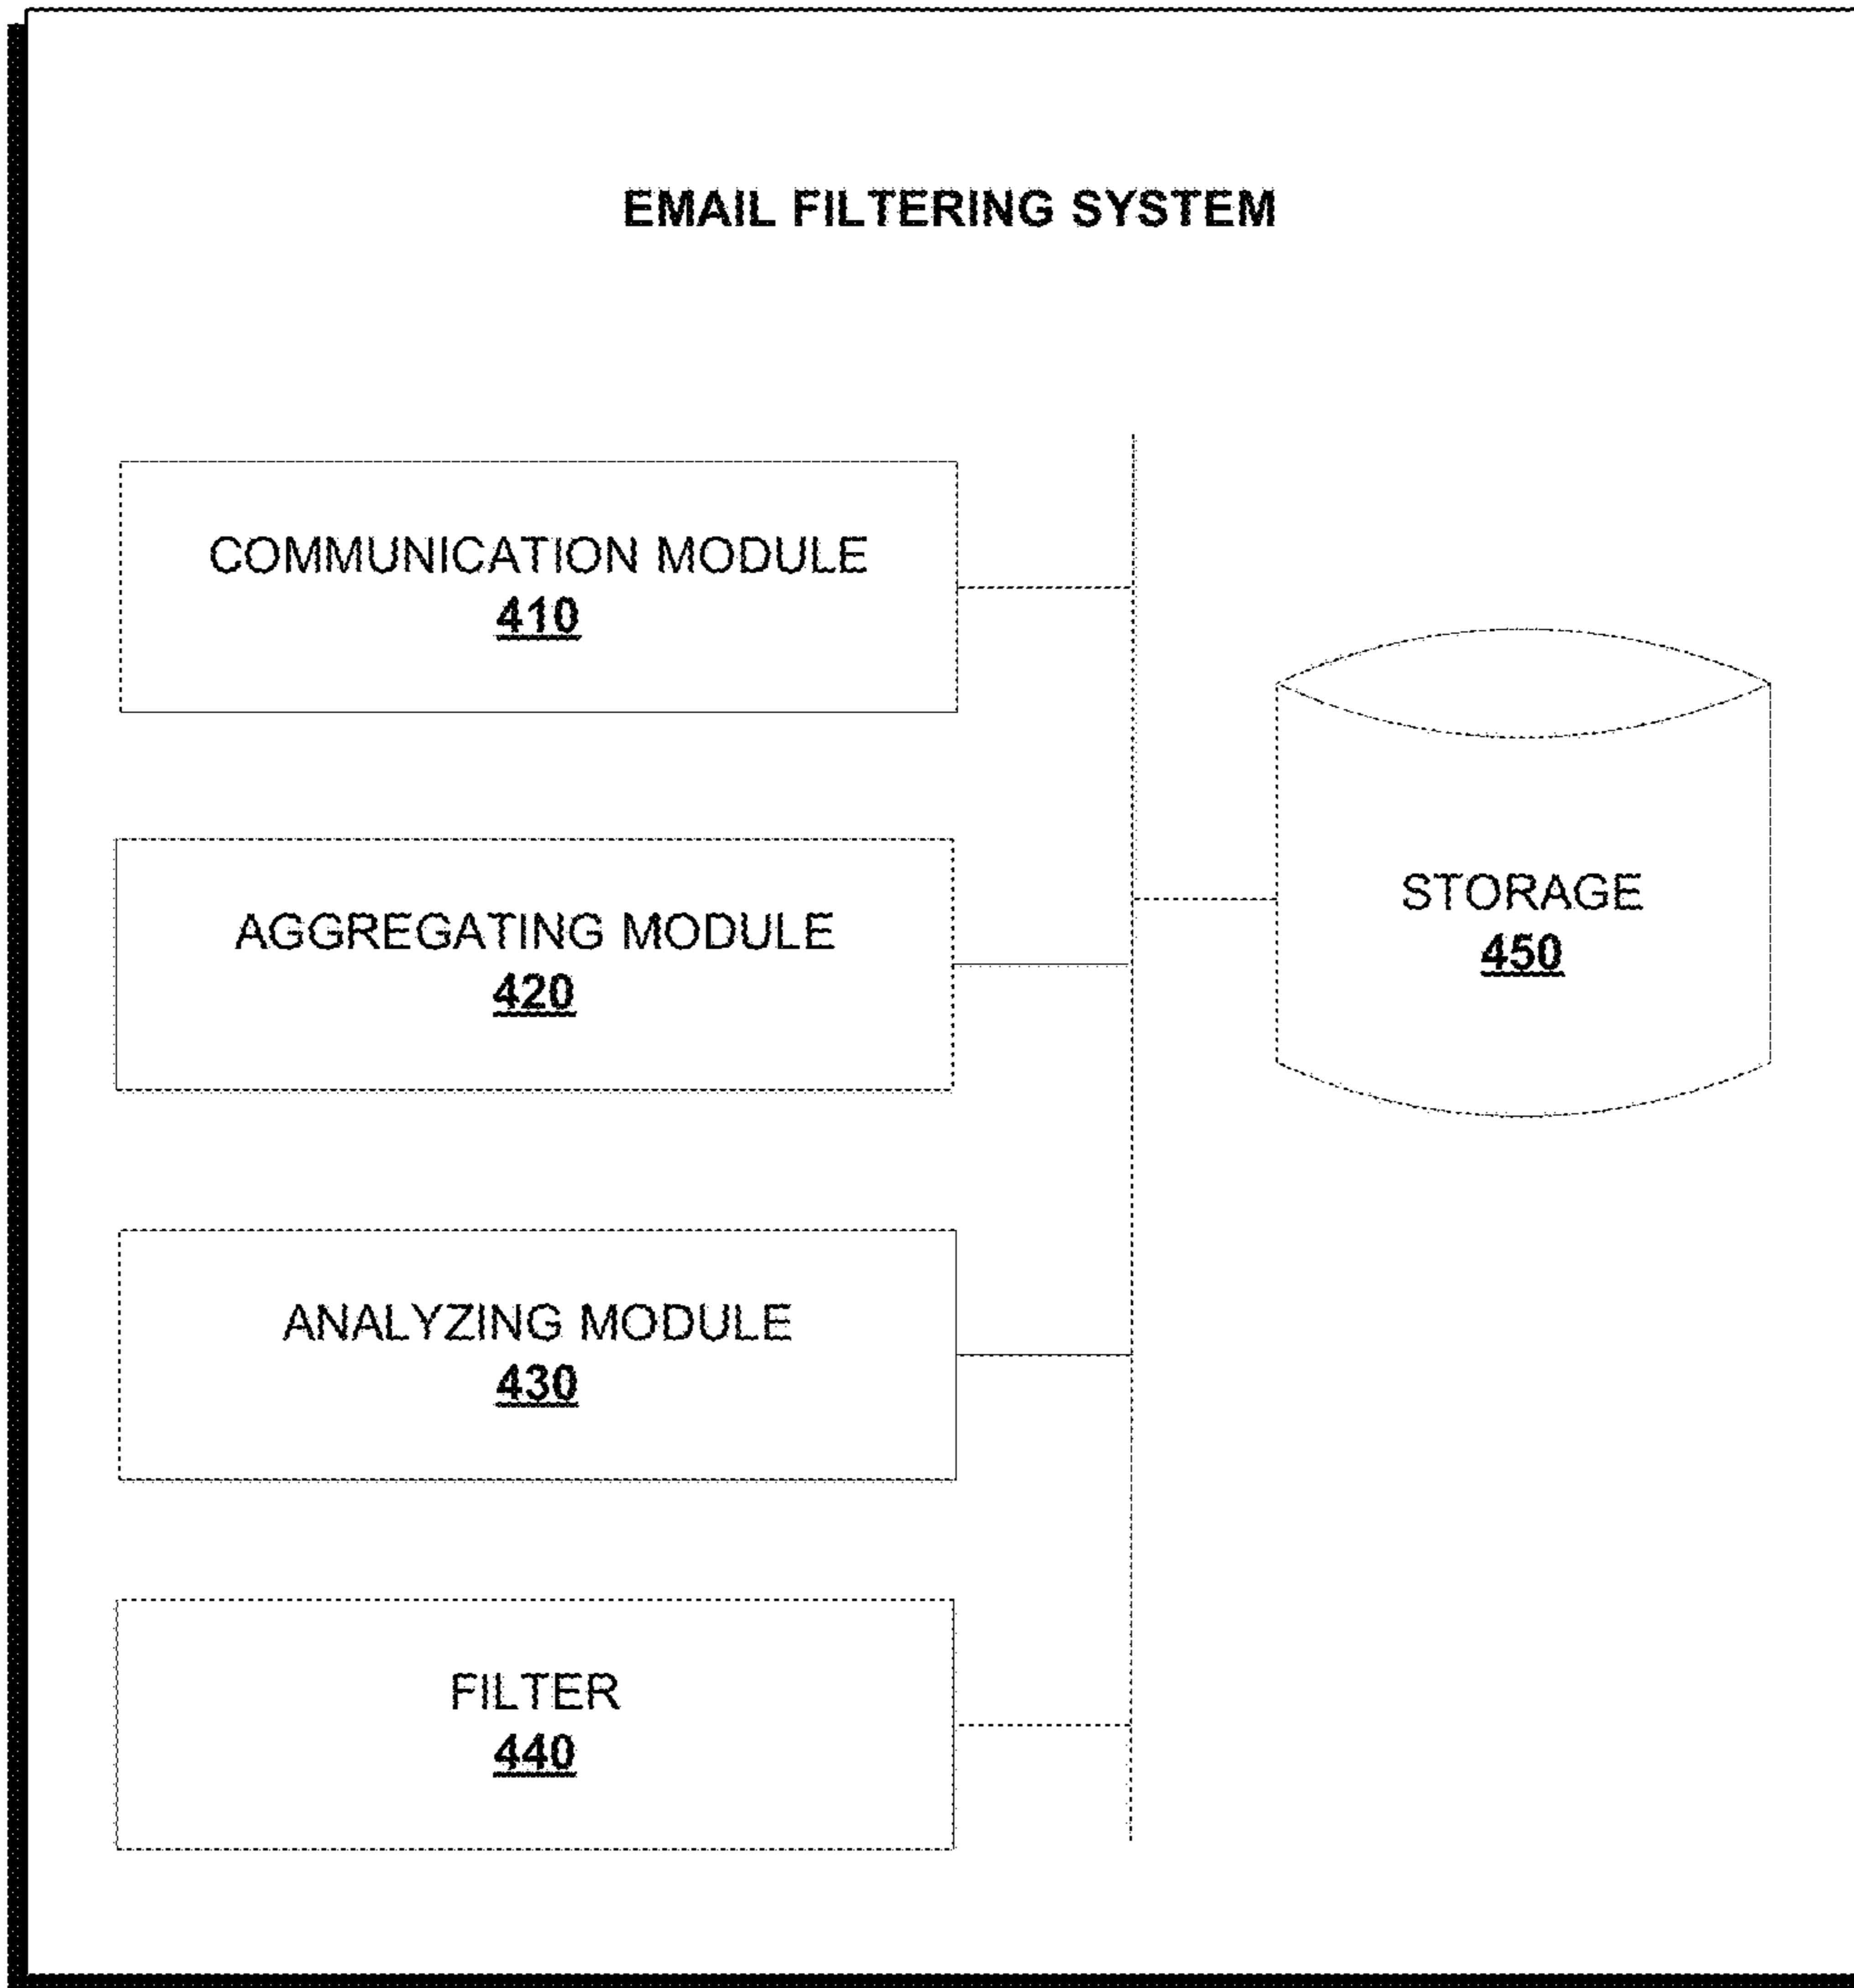 EMAIL FILTERING SYSTEM
COMMUNICATION MODULE
410
AGGREGATING MODULE
420
STORAGE
450
ANALYZING MODULE
430
FILTER
440